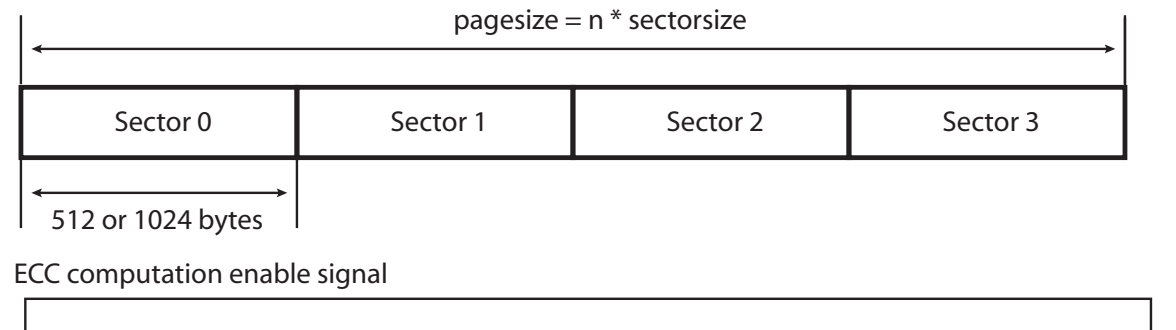 pagesize = n * sectorsize
Sector 0 Sector 1 Sector 2 Sector 3
512 or 1024 bytes
ECC computation enable signal